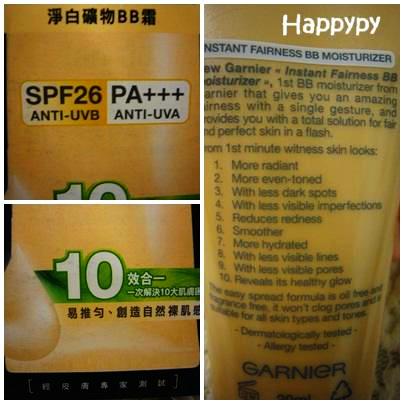 淨白礦物BB霜
SPF26 PA+++
ANTI-UVB ANTI-UVA
10
10
效合一
一次解決10大肌膚
易推勻、創造自然裸肌
[ 經皮膚專家測試 ]
Happypy
INSTANT FAIRNESS BB MOISTURIZER
Garnier « Instant Fairness BB
Moisturizer », 1st BB moisturizer from
Garnier that gives you an amazing
fairness with a single gesture, and
provides you with a total solution for fair
and perfect skin in a flash.
1st minute witness skin looks:
1. More radiant
2. More even-toned
3. With less dark spots
4. With less visible imperfections
5. Reduces redness
6. Smoother
7. More hydrated
8. With less visible lines
9. With less visible pores
10. Reveals its healthy glow
The easy spread formula is oil free and
fragrance free, it won't clog pores and is
suitable for all skin types and tones.
- Dermatologically tested -
- Allergy tested -
GARNIER